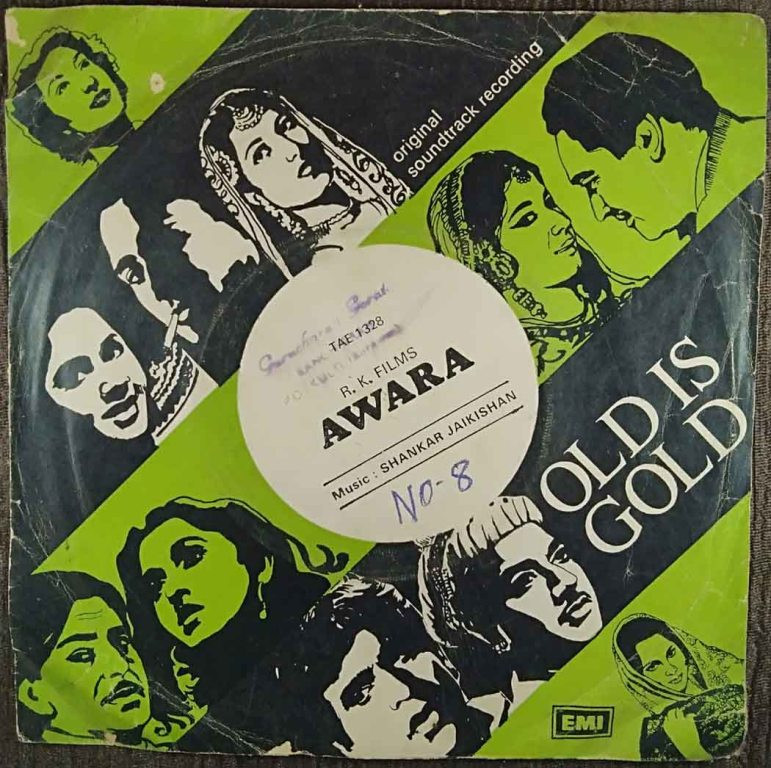 original
soundtrack recording
TAE 1328
R. K. FILMS
AWARA
Music : SHANKAR JAIKISHAN
NO-8
OLD IS
GOLD
EMI